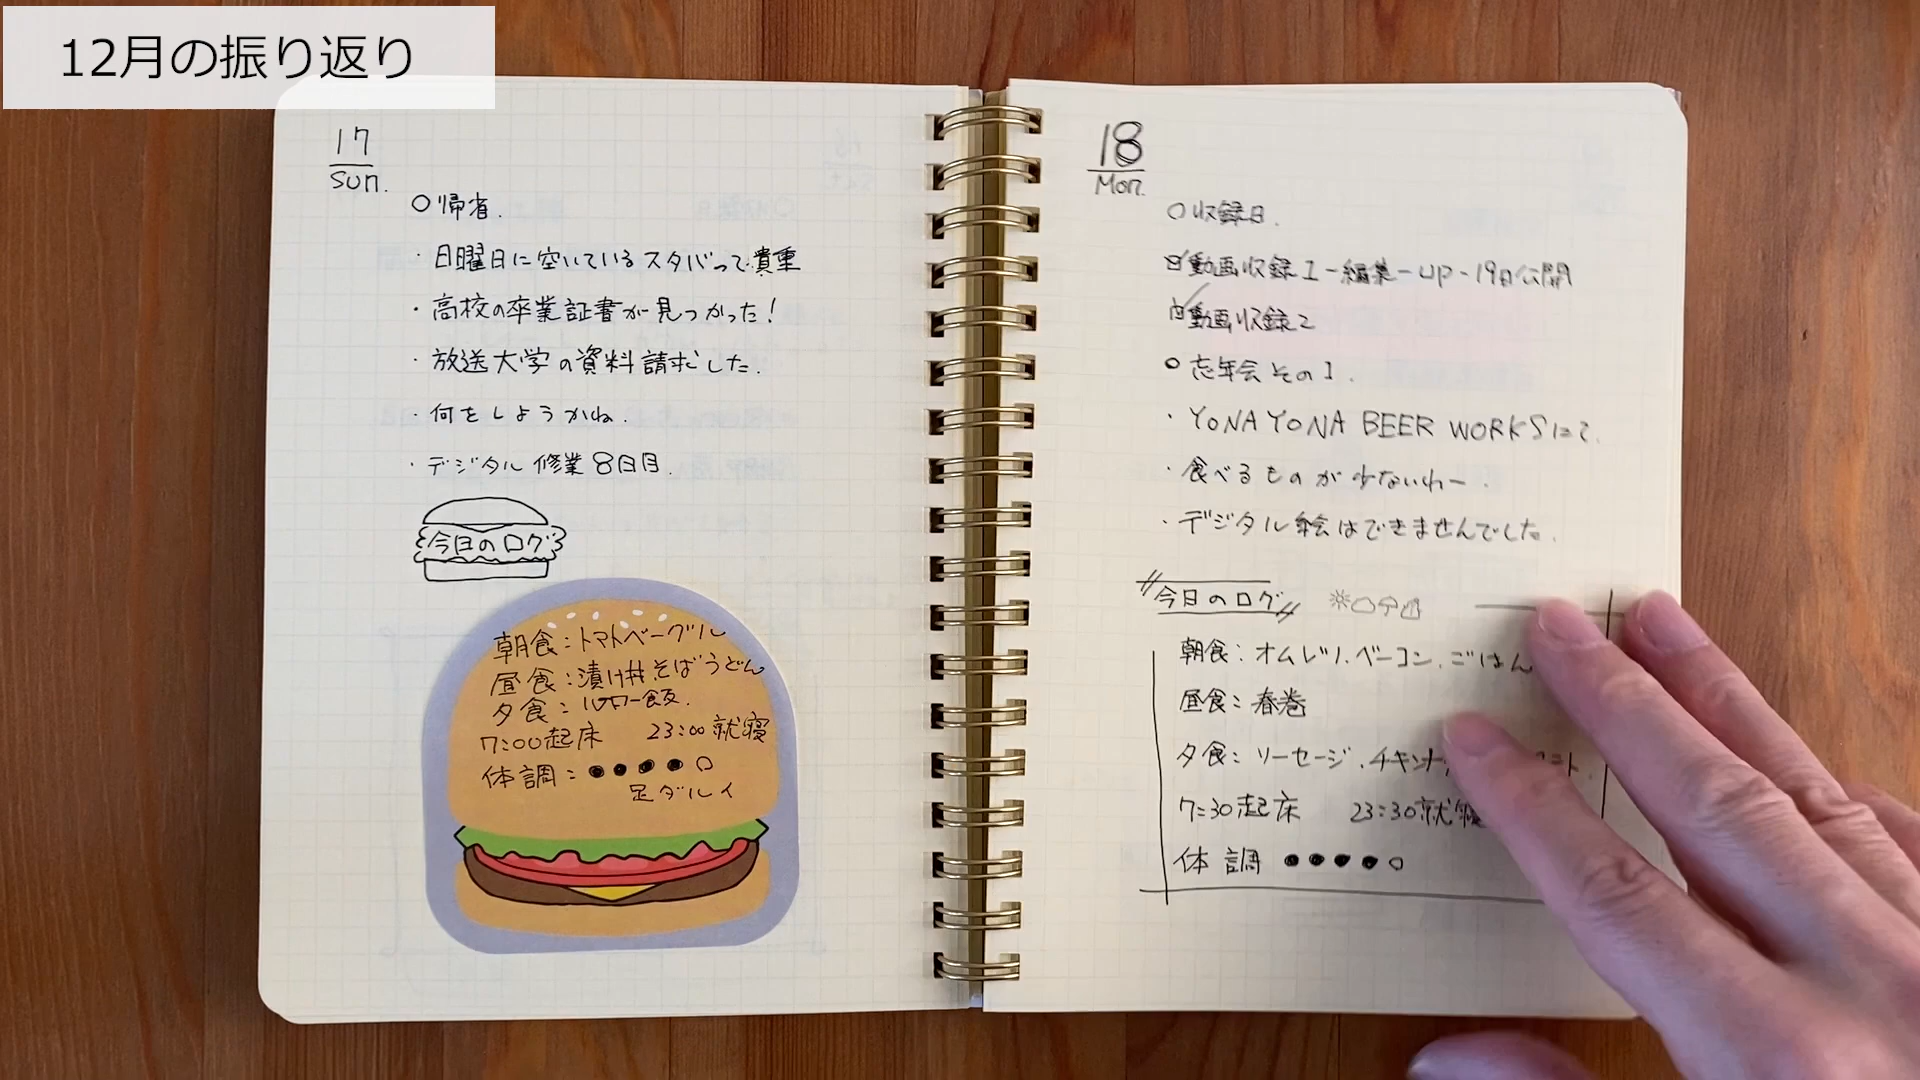 12月の振り返り
17
Sun.
○帰省.
・日曜日に空いているスタバって貴重
・高校の卒業証書が見つかった！
・放送大学の資料請求した.
・何をしようかね.
・デジタル修業8日目.
今日のログ
朝食：トマトベーグル
昼食：漬け丼.そばうどん
夕食：
7:00起床 23:00就寝
体調：●●●●○
足ダルイ
18
Mon.
○収録日.
☑動画収録1-編集-UP-19日公開
☑動画収録2
○忘年会その1.
・YONA YONA BEER WORKSにて.
・食べるものが少ないわー.
・デジタル絵はできませんでした.
今日のログ
朝食：オムレツ.ベーコン.ごはん
昼食：春巻
夕食：ソーセージ.チキン
7:30起床 23:30就寝
体調 ●●●●○